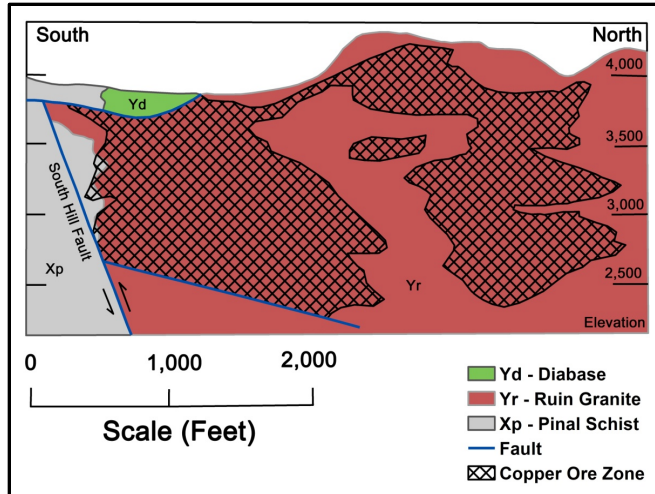 South
North
Yd
4,000
3,500
3,000
2,500
South Hill Fault
Xp
Yr
Elevation
0
1,000
2,000
Scale (Feet)
Yd - Diabase
Yr - Ruin Granite
Xp - Pinal Schist
Fault
Copper Ore Zone